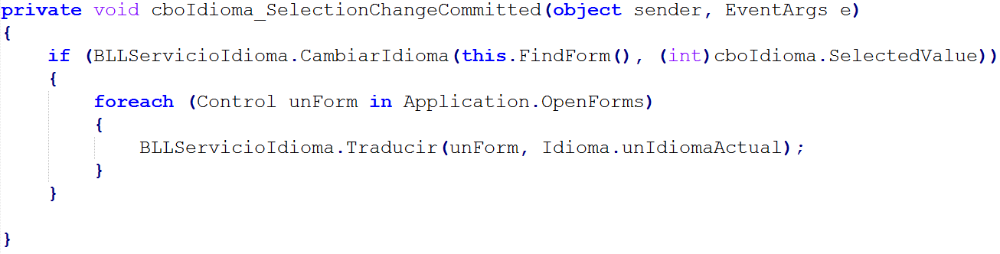 private void cboIdioma_SelectionChangeCommitted(object sender, EventArgs e)
{
    if (BLLServicioIdioma.CambiarIdioma(this.FindForm(), (int)cboIdioma.SelectedValue))
    {
        foreach (Control unForm in Application.OpenForms)
        {
            BLLServicioIdioma.Traducir(unForm, Idioma.unIdiomaActual);
        }
    }

}